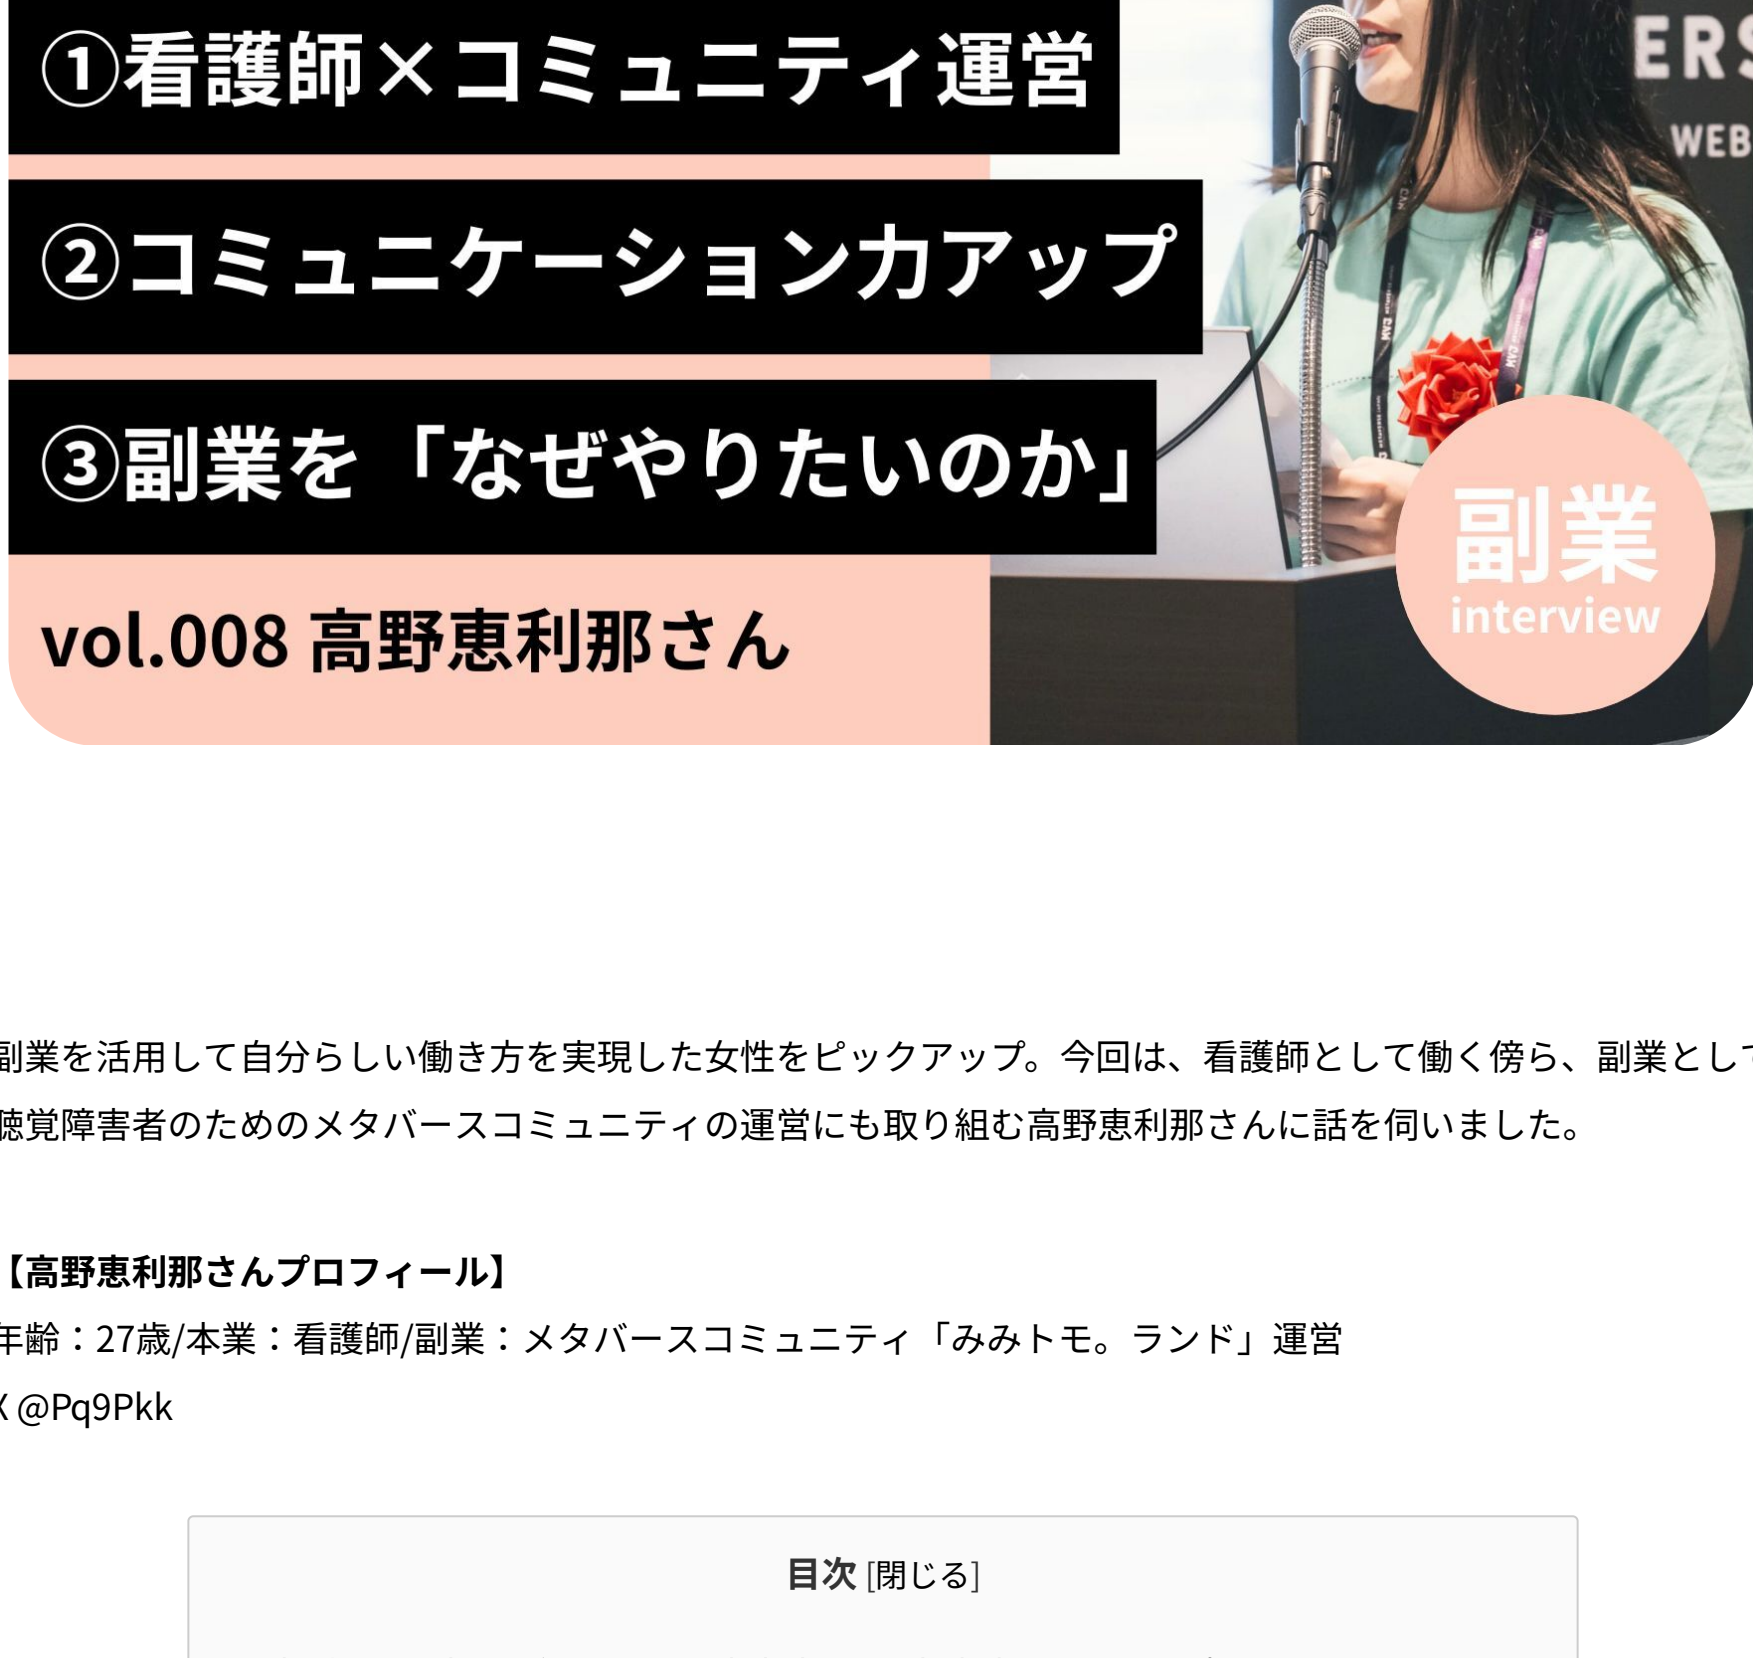 ①看護師×コミュニティ運営
ERS
WEB
②コミュニケーション力アップ
③副業を「なぜやりたいのか」
副業
interview
vol.008 高野恵利那さん
副業を活用して自分らしい働き方を実現した女性をピックアップ。今回は、看護師として働く傍ら、副業として
聴覚障害者のためのメタバースコミュニティの運営にも取り組む高野恵利那さんに話を伺いました。
【高野恵利那さんプロフィール】
年齢：27歳/本業：看護師/副業：メタバースコミュニティ「みみトモ。ランド」運営
X @Pq9Pkk
目次 [閉じる]